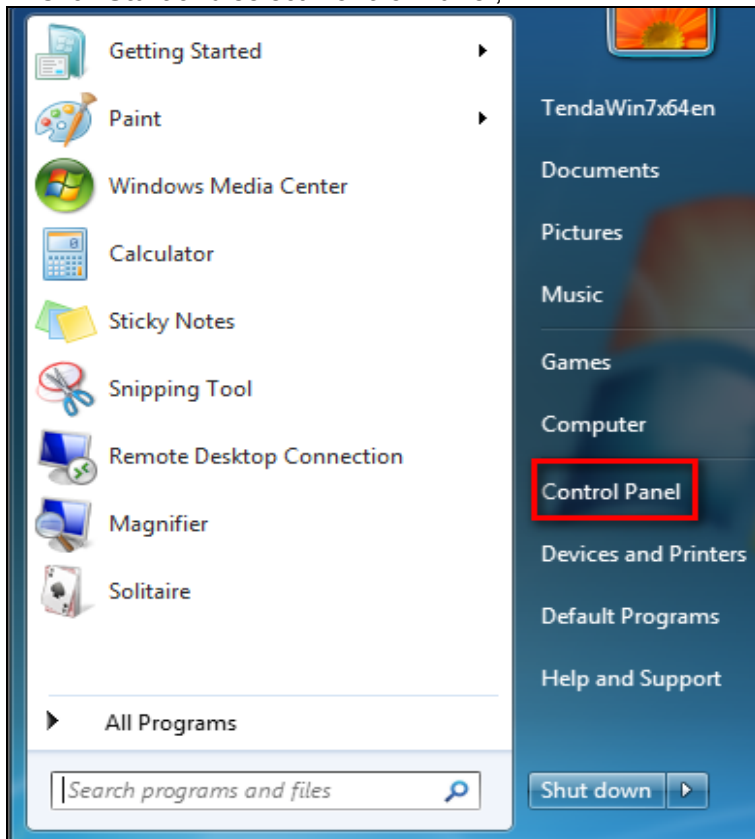 Getting Started
Paint
Windows Media Center
Calculator
Sticky Notes
Snipping Tool
Remote Desktop Connection
Magnifier
Solitaire
All Programs
Search programs and files
TendaWin7x64en
Documents
Pictures
Music
Games
Computer
Control Panel
Devices and Printers
Default Programs
Help and Support
Shut down